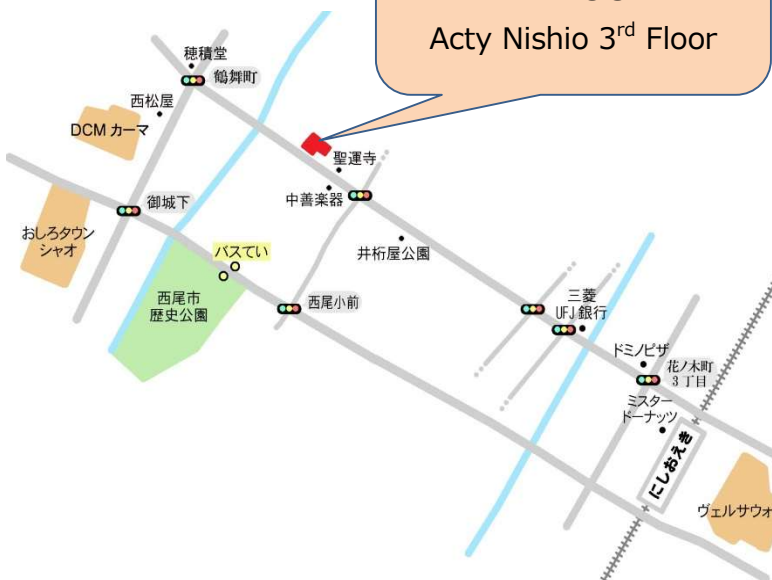 Acty Nishio 3rd Floor
穂積堂
鶴舞町
西松屋
DCM カーマ
聖運寺
中善楽器
御城下
おしろタウン
シャオ
バスてい
井桁屋公園
西尾市
歴史公園
西尾小前
三菱
UFJ 銀行
ドミノピザ
花ノ木町
3丁目
ミスター
ドーナッツ
にしおえき
ヴェルサウォ